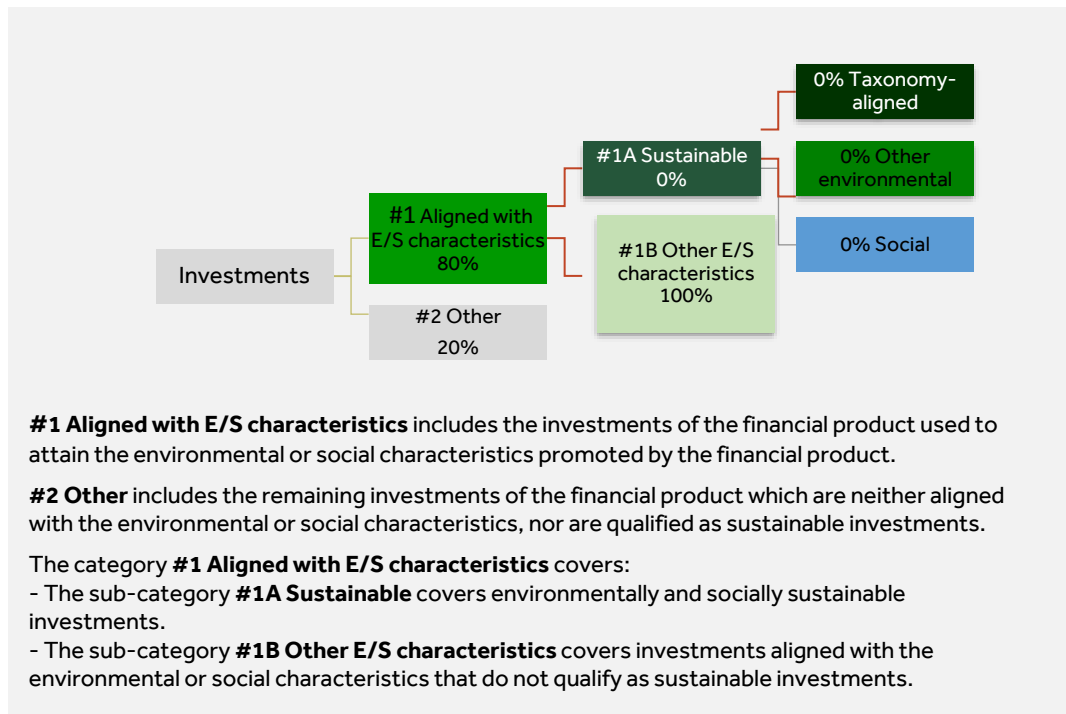 0% Taxonomy-
aligned
#1A Sustainable
0%
0% Other
environmental
#1 Aligned with
E/S characteristics
80%
#1B Other E/S
characteristics
100%
0% Social
Investments
#2 Other
20%
#1 Aligned with E/S characteristics includes the investments of the financial product used to
attain the environmental or social characteristics promoted by the financial product.
#2 Other includes the remaining investments of the financial product which are neither aligned
with the environmental or social characteristics, nor are qualified as sustainable investments.
The category #1 Aligned with E/S characteristics covers:
- The sub-category #1A Sustainable covers environmentally and socially sustainable
investments.
- The sub-category #1B Other E/S characteristics covers investments aligned with the
environmental or social characteristics that do not qualify as sustainable investments.